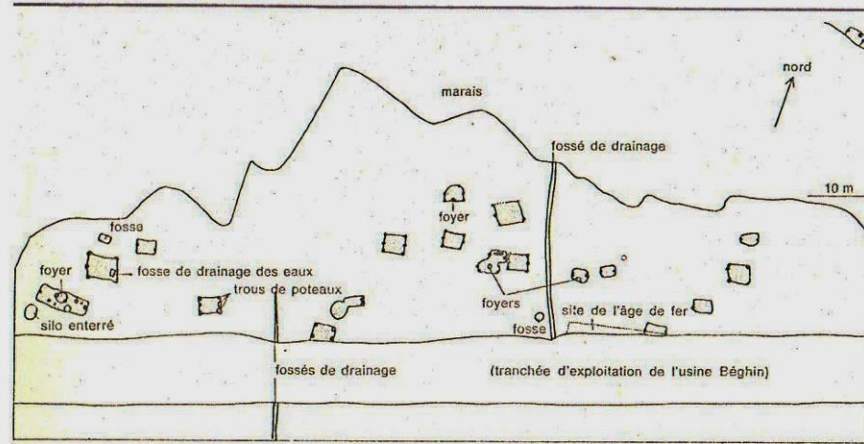 nord
marais
fossé de drainage
10 m
foyer
fosse
fosse de drainage des eaux
foyer
trous de poteaux
foyers
site de l'âge de fer
silo enterré
fosse
fossés de drainage
(tranchée d'exploitation de l'usine Béghin)